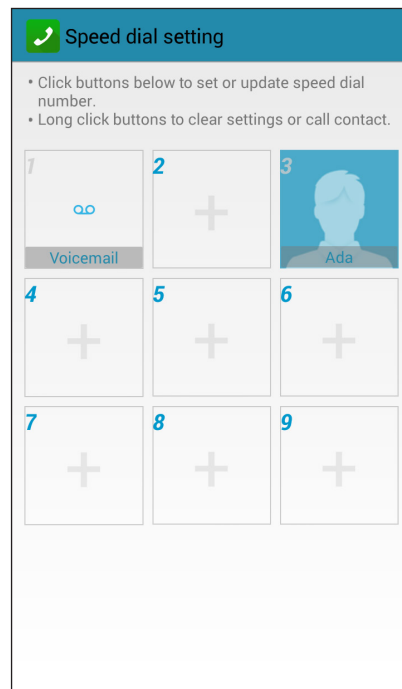 Speed dial setting
• Click buttons below to set or update speed dial
number.
• Long click buttons to clear settings or call contact.
1
2
3
Voicemail
Ada
4
5
6
7
8
9